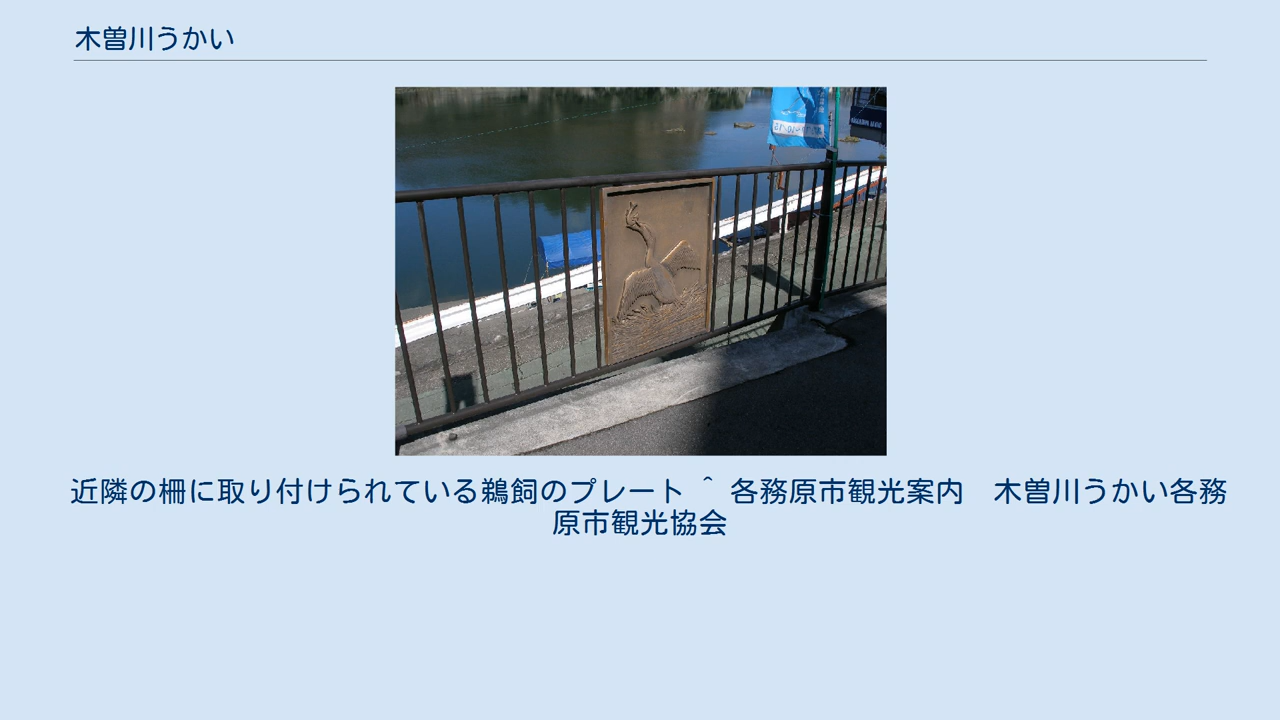 木曽川うかい
近隣の柵に取り付けられている鵜飼のプレート ＾ 各務原市観光案内　木曽川うかい各務
原市観光協会